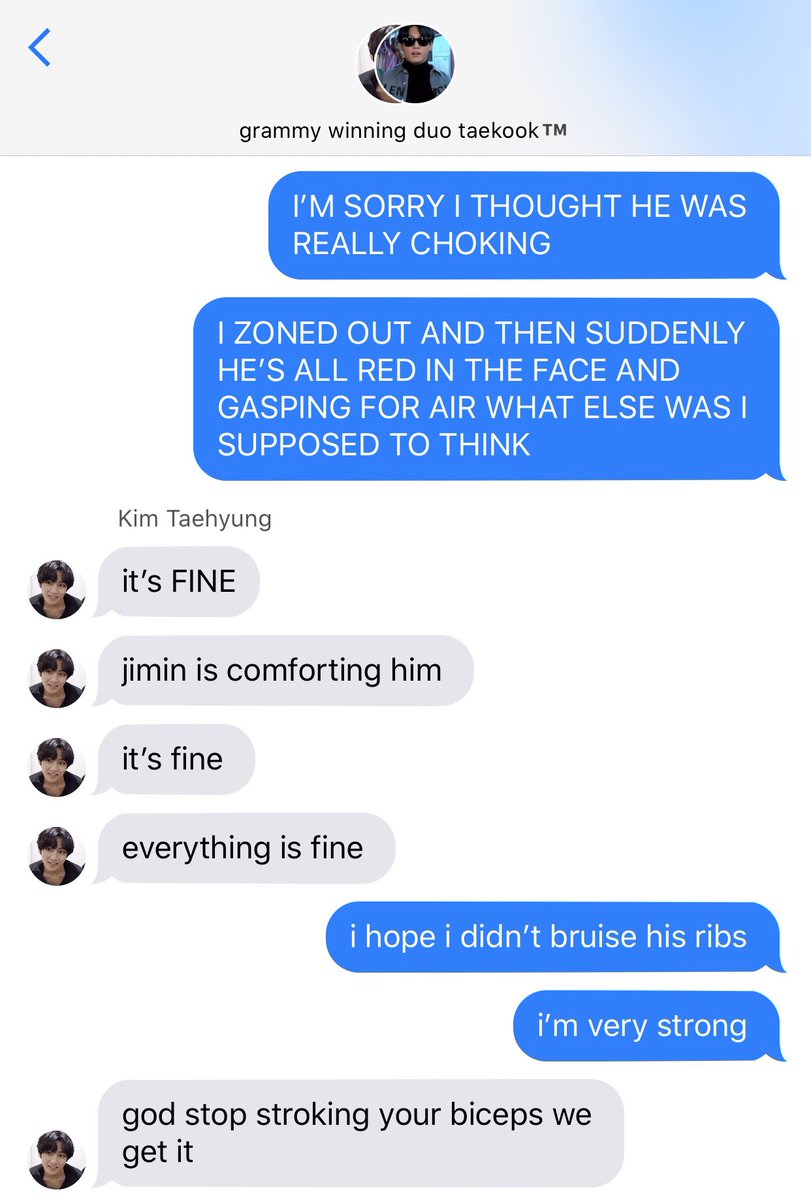 grammy winning duo taekook™
I’M SORRY I THOUGHT HE WAS
REALLY CHOKING
I ZONED OUT AND THEN SUDDENLY
HE’S ALL RED IN THE FACE AND
GASPING FOR AIR WHAT ELSE WAS I
SUPPOSED TO THINK
Kim Taehyung
it’s FINE
jimin is comforting him
it’s fine
everything is fine
i hope i didn’t bruise his ribs
i’m very strong
god stop stroking your biceps we
get it